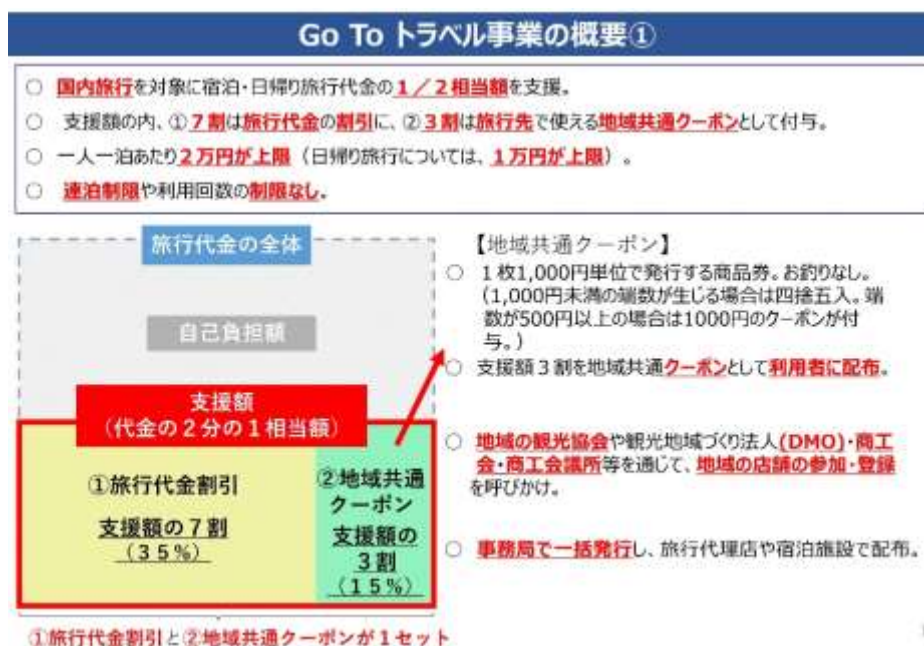 Go To トラベル事業の概要①
○ 国内旅行を対象に宿泊・日帰り旅行代金の１／２相当額を支援。
○ 支援額の内、①７割は旅行代金の割引に、②３割は旅行先で使える地域共通クーポンとして付与。
○ 一人一泊あたり２万円が上限（日帰り旅行については、１万円が上限）。
○ 連泊制限や利用回数の制限なし。
旅行代金の全体
自己負担額
支援額
（代金の２分の１相当額）
①旅行代金割引
支援額の７割
（３５％）
②地域共通
クーポン
支援額の
３割
（１５％）
①旅行代金割引と②地域共通クーポンが１セット
【地域共通クーポン】
○ １枚1,000円単位で発行する商品券。お釣りなし。
（1,000円未満の端数が生じる場合は四捨五入。端
数が500円以上の場合は1000円のクーポンが付
与。）
○ 支援額３割を地域共通クーポンとして利用者に配布。
○ 地域の観光協会や観光地域づくり法人(DMO)・商工
会・商工会議所等を通じて、地域の店舗の参加・登録
を呼びかけ。
○ 事務局で一括発行し、旅行代理店や宿泊施設で配布。